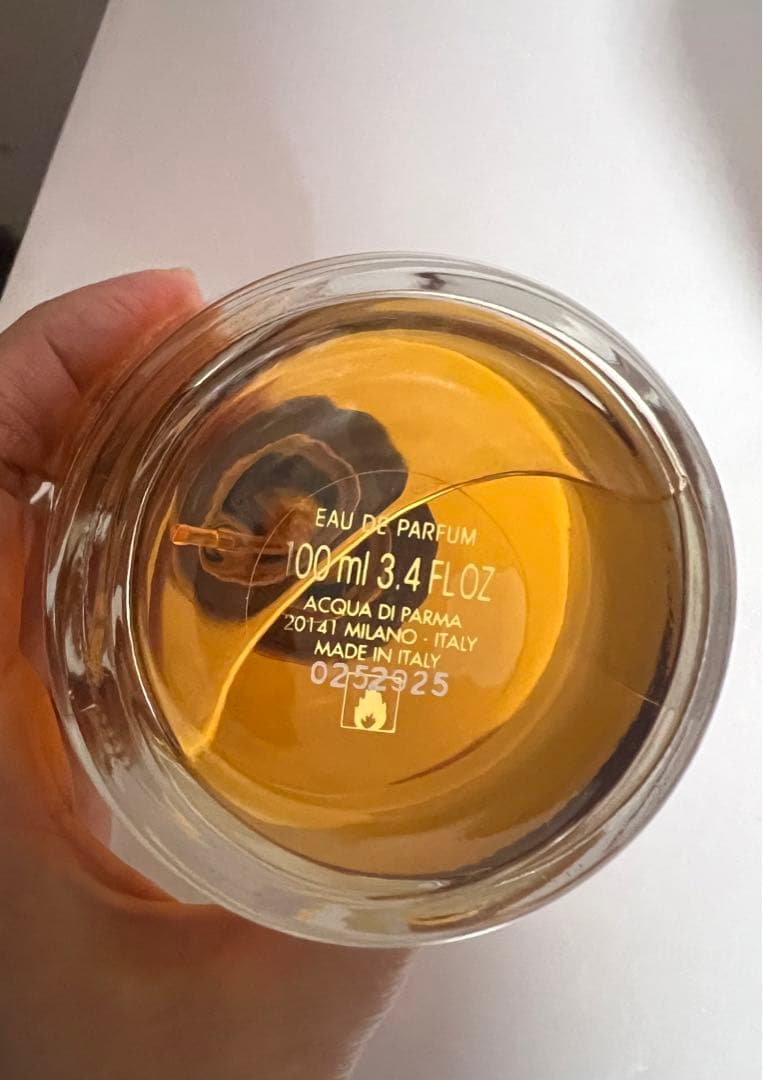 EAU DE PARFUM
100 ml 3.4 FL OZ
ACQUA DI PARMA
20141 MILANO - ITALY
MADE IN ITALY
0252925